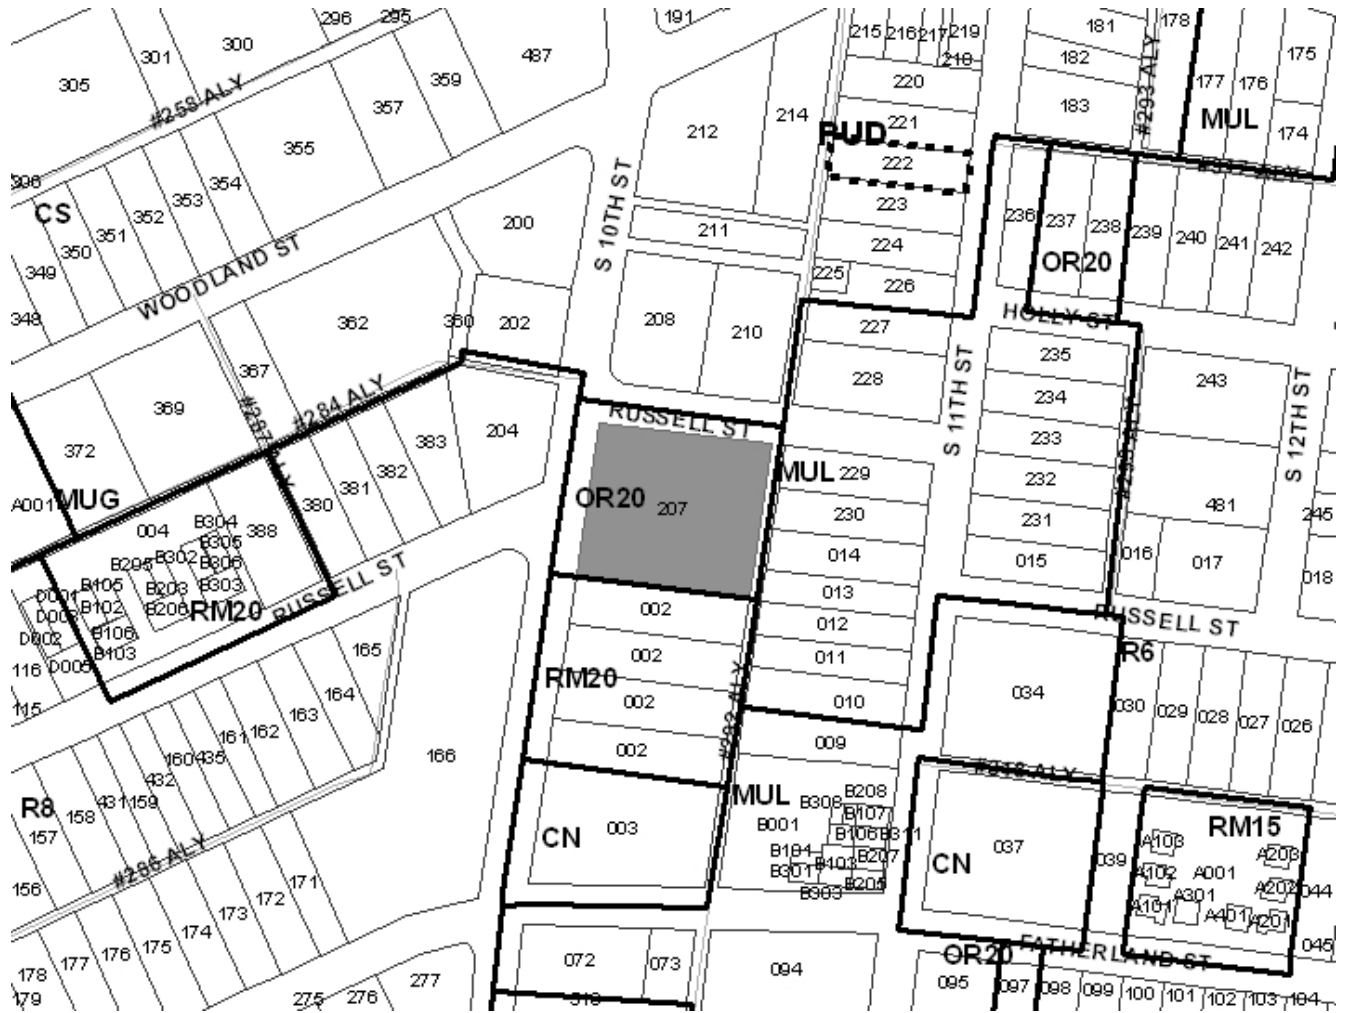 296 295 191 215 216 217 219 181 178
305 301 300 487 218 182 175
359 220 177 176
#258 ALY 357 214 183 #293 ALY MUL
355 212 221 174
PUD
354 222
CS 352 353 223
200 S 10TH ST 211 236 237 238 239 240 241 242
350 351 224
349 WOODLAND ST 225 226 OR20
348 362 360 202 208 210 227 HOLLY ST
235
367 228 S 11TH ST 243
369 #284 ALY 234 S 12TH ST
383 204 RUSSELL ST 233
372 382 MUL 229 232
A001 MUG 381 OR20 207 230 481 245
004 B304 388 380 231
B305 014 015 016 017
B302 B306 018
B295 B303
D001 B105 B203 RUSSELL ST 002 013
B102 B206 RM20 012 RUSSELL ST
D002 B106 165 002 011 R6
116 D005 B103
164 RM20 034
115 163 002 010 030 029 028 027 026
161 162
160 435 166 002 009
R8 431 159 432 MUL B208
158 B308 B107 RM15
157 CN 003 B001 B106 B311 037 A103 A203
B207 CN 039
#286 ALY B301 B103 A102 A001 A202 044
156 171 B303 B205 A301
172 A101 A401 A201
173
174 FATHERLAND ST 045
175 072 073 094 OR20
176 095 097 098 099 100 101 102 103 104
178 177 277
179 275 276